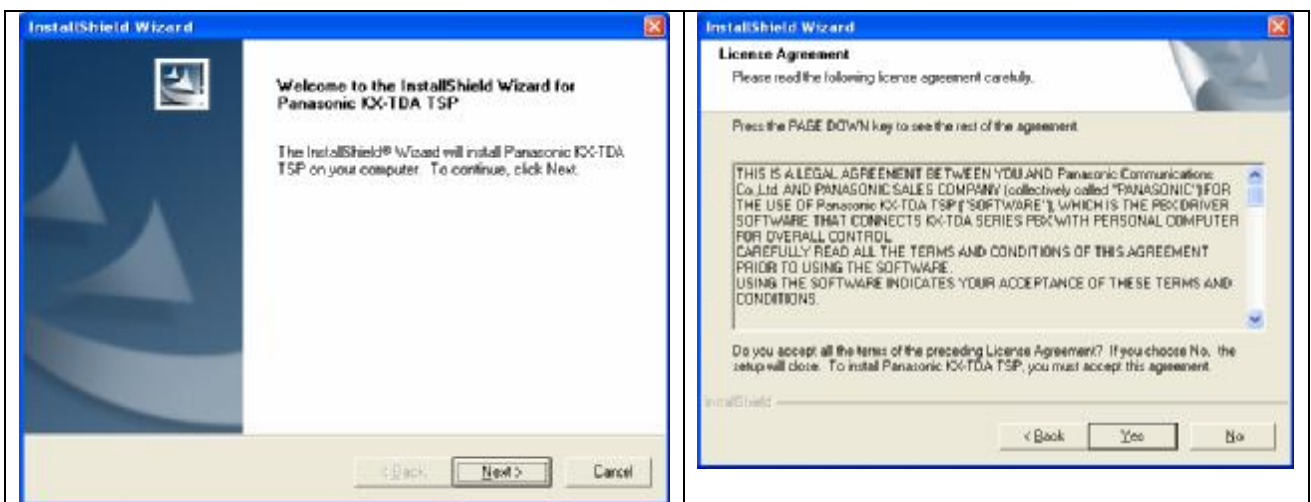 InstallShield Wizard
Welcome to the InstallShield Wizard for
Panasonic KX-TDA TSP
The InstallShield® Wizard will install Panasonic KX-TDA
TSP on your computer. To continue, click Next.
< Back
Next >
Cancel
InstallShield Wizard
License Agreement
Please read the following license agreement carefully.
Press the PAGE DOWN key to see the rest of the agreement.
THIS IS A LEGAL AGREEMENT BETWEEN YOU AND Panasonic Communications
Co.,Ltd. AND PANASONIC SALES COMPANY (collectively called "PANASONIC") FOR
THE USE OF Panasonic KX-TDA TSP ("SOFTWARE"), WHICH IS THE PBX DRIVER
SOFTWARE THAT CONNECTS KX-TDA SERIES PBX WITH PERSONAL COMPUTER
FOR OVERALL CONTROL.
CAREFULLY READ ALL THE TERMS AND CONDITIONS OF THIS AGREEMENT
PRIOR TO USING THE SOFTWARE.
USING THE SOFTWARE INDICATES YOUR ACCEPTANCE OF THESE TERMS AND
CONDITIONS.
Do you accept all the terms of the preceding License Agreement? If you choose No, the
setup will close. To install Panasonic KX-TDA TSP, you must accept this agreement.
InstallShield
< Back
Yes
No